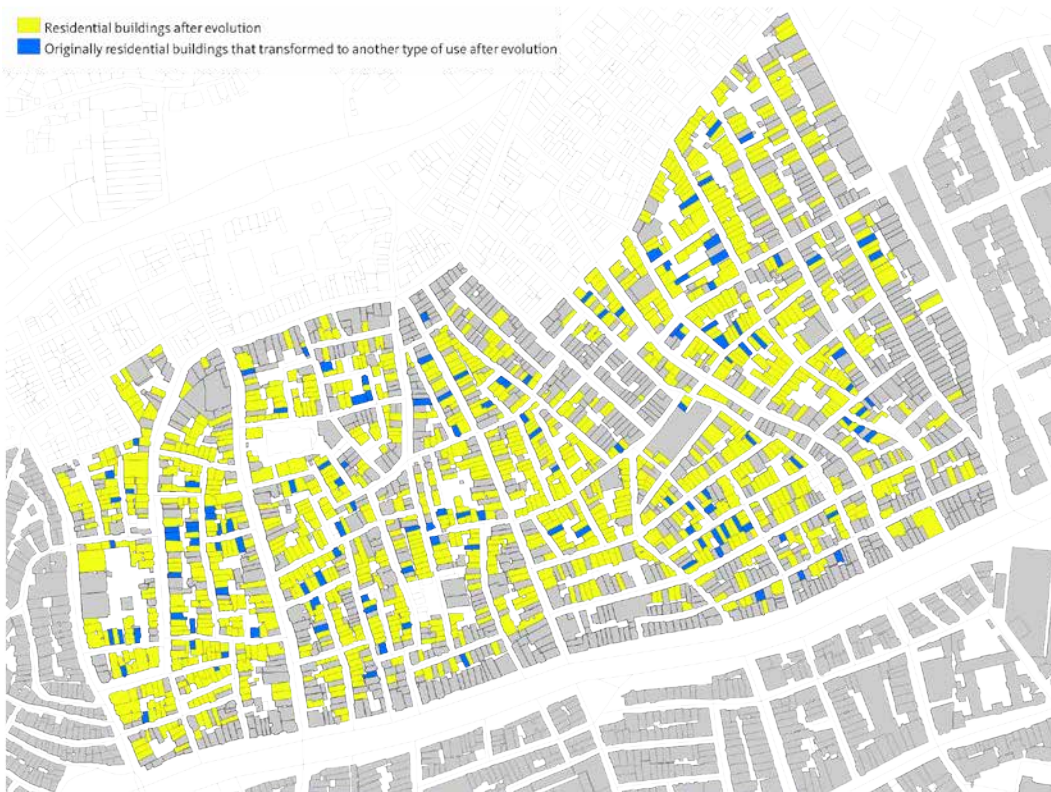 Residential buildings after evolution
Originally residential buildings that transformed to another type of use after evolution